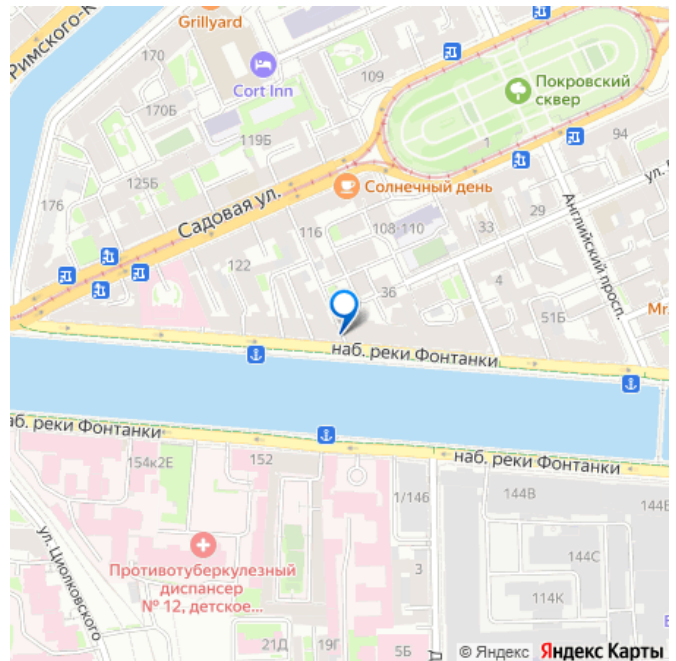 Римского-К
Grillyard
170
Cort Inn
109
Покровский
сквер
170Б
119Б
1
94
125Б
Солнечный день
ул.
176
Садовая ул.
116
108-110
29
33
Английский просп.
122
36
4
51Б
Mr.
наб. реки Фонтанки
аб. реки Фонтанки
наб. реки Фонтанки
154к2Е
152
1/146
144В
144Е
ул. Циолковского
Противотуберкулезный
диспансер
№ 12, детское...
3
144С
114К
21Д
19Г
5Б
© Яндекс Яндекс Карты